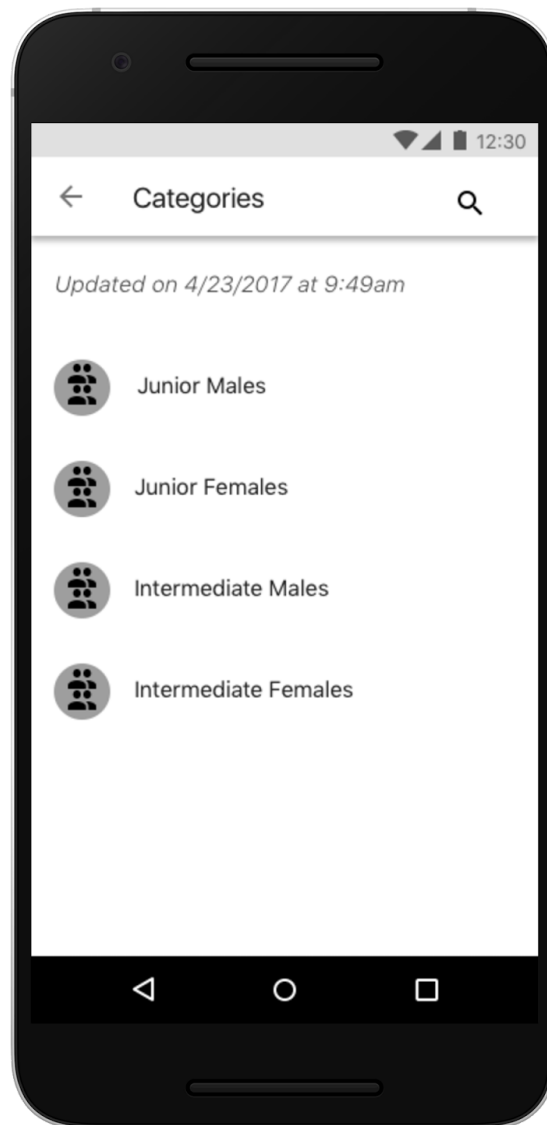 12:30
Categories
Updated on 4/23/2017 at 9:49am
Junior Males
Junior Females
Intermediate Males
Intermediate Females